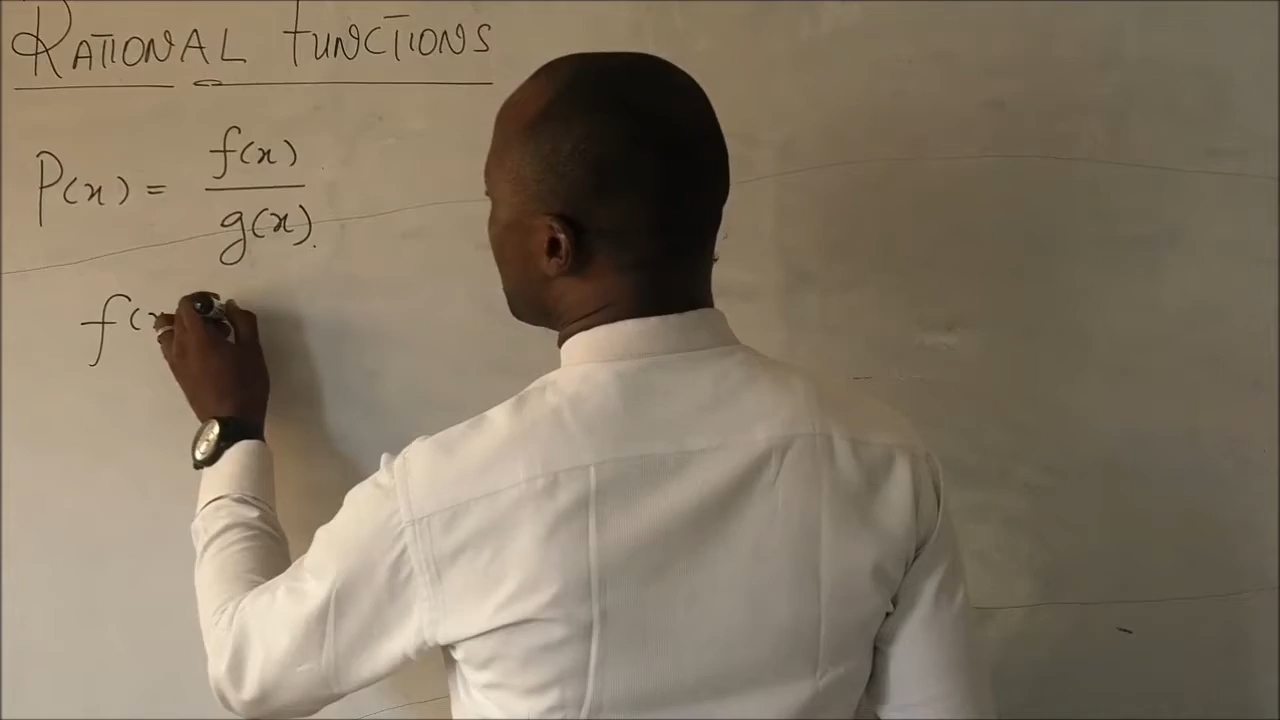 RATIONAL FUNCTIONS
P(x) = f(x)
g(x).
f(x